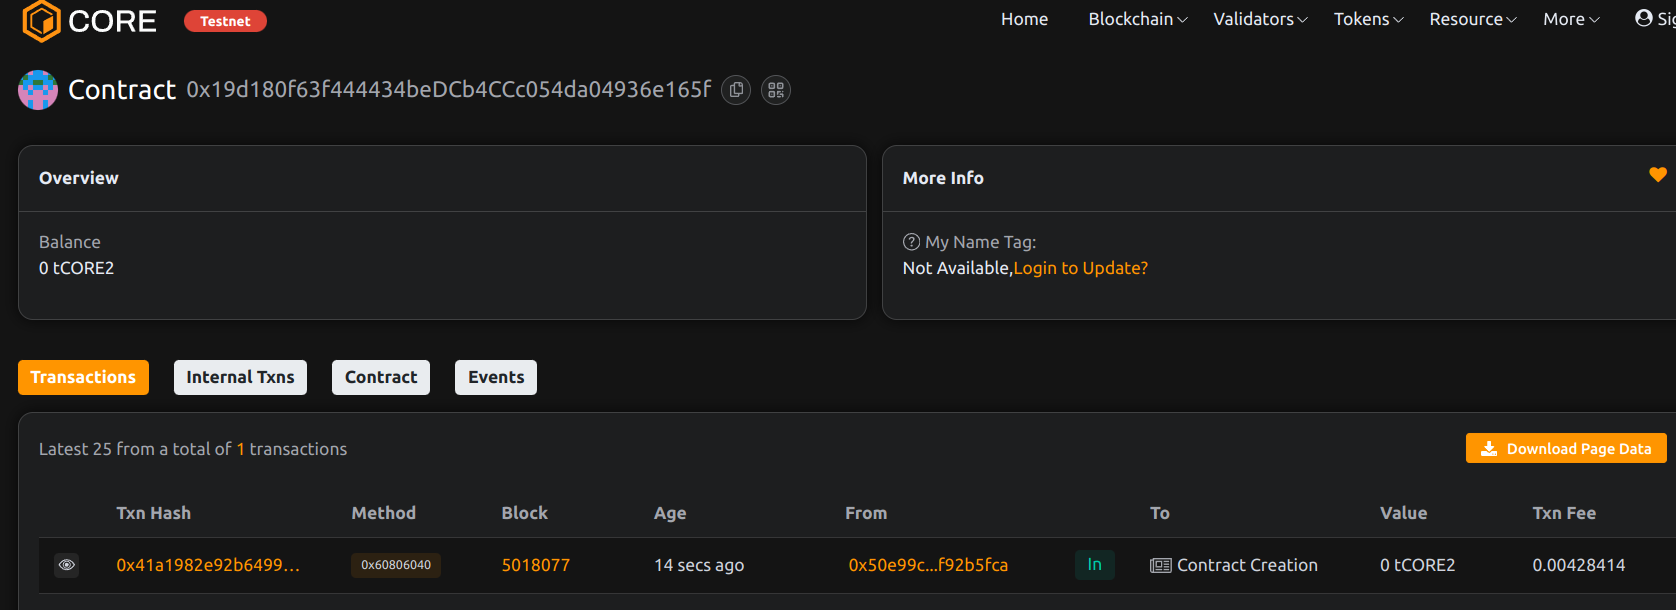 CORE Testnet Home Blockchain Validators Tokens Resource More
Contract 0x19d180f63f444434beDCb4CCc054da04936e165f
Overview
Balance
0 tCORE2
More Info
My Name Tag:
Not Available,Login to Update?
Transactions Internal Txns Contract Events
Latest 25 from a total of 1 transactions
Download Page Data
Txn Hash Method Block Age From To Value Txn Fee
0x41a1982e92b6499... 0x60806040 5018077 14 secs ago 0x50e99c...f92b5fca In Contract Creation 0 tCORE2 0.00428414